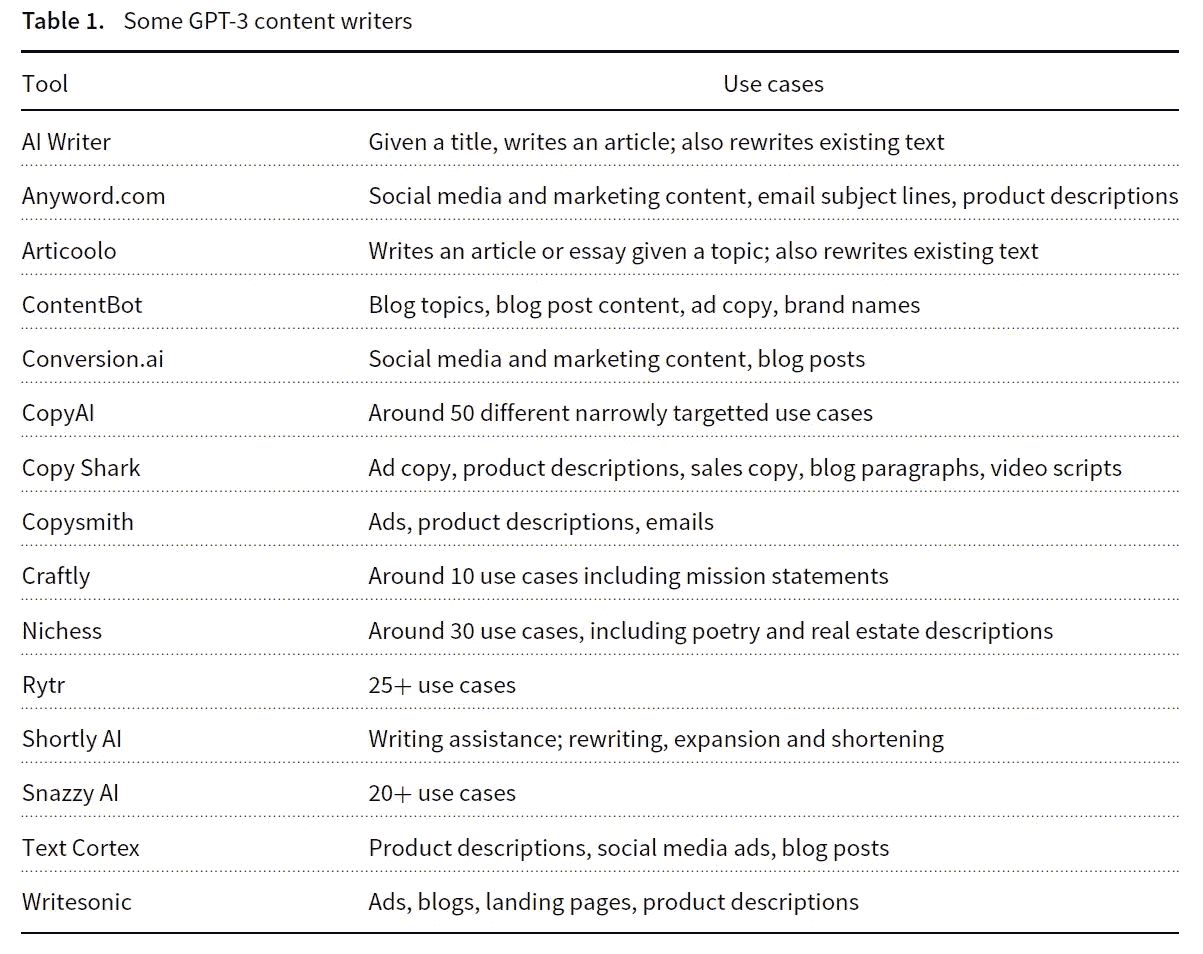 Table 1. Some GPT-3 content writers
Tool Use cases
AI Writer Given a title, writes an article; also rewrites existing text
Anyword.com Social media and marketing content, email subject lines, product descriptions
Articoolo Writes an article or essay given a topic; also rewrites existing text
ContentBot Blog topics, blog post content, ad copy, brand names
Conversion.ai Social media and marketing content, blog posts
CopyAI Around 50 different narrowly targetted use cases
Copy Shark Ad copy, product descriptions, sales copy, blog paragraphs, video scripts
Copysmith Ads, product descriptions, emails
Craftly Around 10 use cases including mission statements
Nichess Around 30 use cases, including poetry and real estate descriptions
Rytr 25+ use cases
Shortly AI Writing assistance; rewriting, expansion and shortening
Snazzy AI 20+ use cases
Text Cortex Product descriptions, social media ads, blog posts
Writesonic Ads, blogs, landing pages, product descriptions